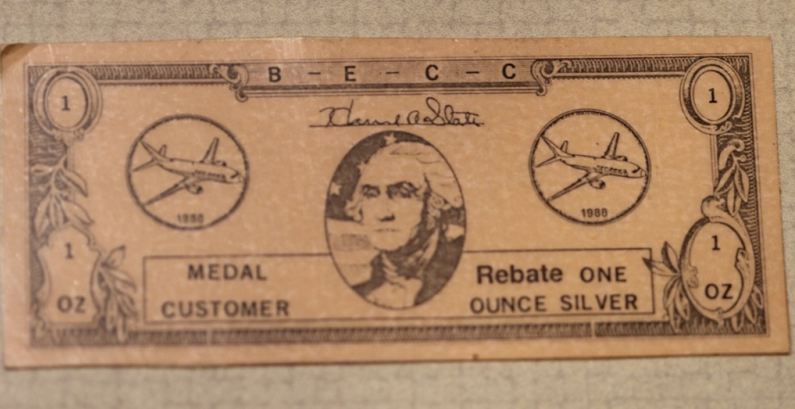 B - E - C - C
1
1
1988
1988
1
OZ
MEDAL
CUSTOMER
Rebate ONE
OUNCE SILVER
1
OZ